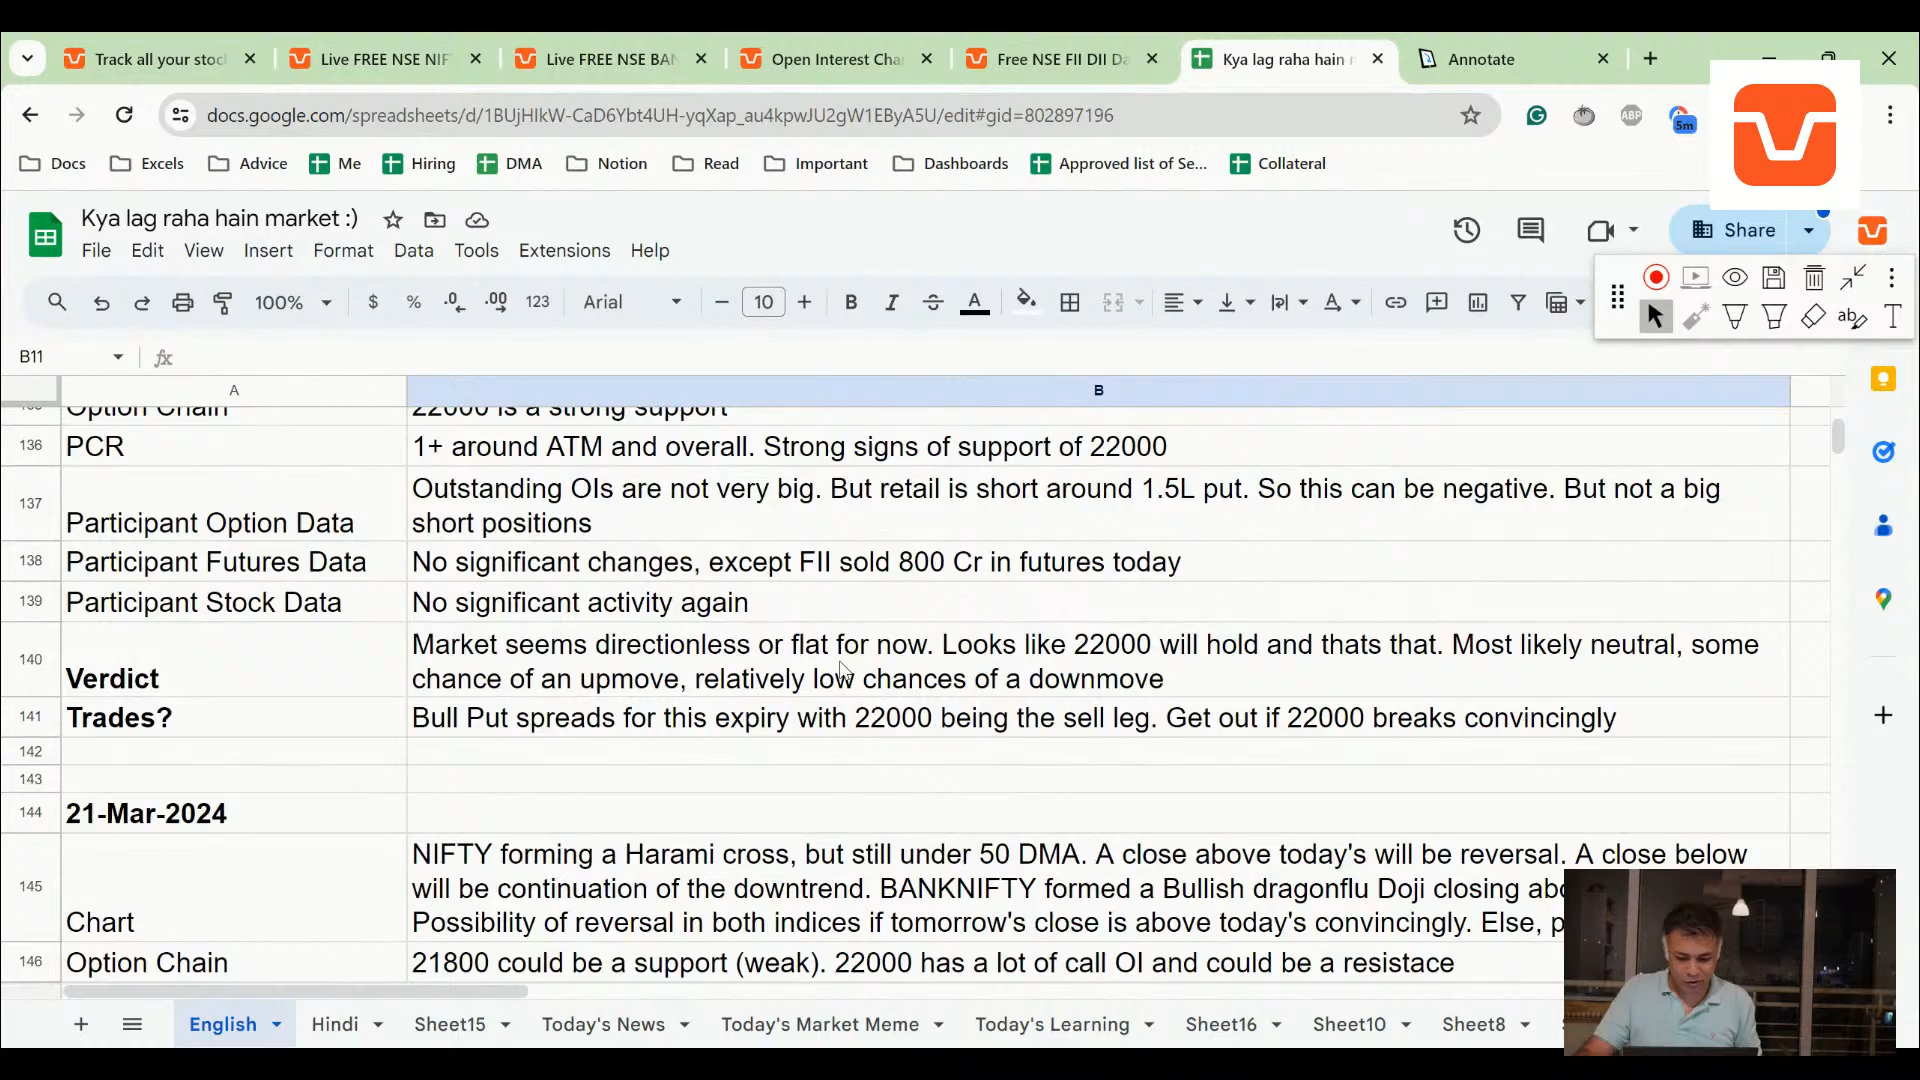 Track all your stoc
Live FREE NSE NIF
Live FREE NSE BAN
Open Interest Cha
Free NSE FII DII Da
Kya lag raha hain m
Annotate
docs.google.com/spreadsheets/d/1BUjHIkW-CaD6Ybt4UH-yqXap_au4kpwJU2gW1EByA5U/edit#gid=802897196
ABP
5m
Docs
Excels
Advice
Me
Hiring
DMA
Notion
Read
Important
Dashboards
Approved list of Se...
Collateral
Kya lag raha hain market :)
Share
File Edit View Insert Format Data Tools Extensions Help
100% $ % .0 .00 123 Arial 10 B I A
B11
fx
A B
Option Chain 22000 is a strong support
136 PCR 1+ around ATM and overall. Strong signs of support of 22000
137 Participant Option Data Outstanding OIs are not very big. But retail is short around 1.5L put. So this can be negative. But not a big
short positions
138 Participant Futures Data No significant changes, except FII sold 800 Cr in futures today
139 Participant Stock Data No significant activity again
140 Verdict Market seems directionless or flat for now. Looks like 22000 will hold and thats that. Most likely neutral, some
chance of an upmove, relatively low chances of a downmove
141 Trades? Bull Put spreads for this expiry with 22000 being the sell leg. Get out if 22000 breaks convincingly
142
143
144 21-Mar-2024
145 Chart NIFTY forming a Harami cross, but still under 50 DMA. A close above today's will be reversal. A close below
will be continuation of the downtrend. BANKNIFTY formed a Bullish dragonflu Doji closing abo
Possibility of reversal in both indices if tomorrow's close is above today's convincingly. Else, p
146 Option Chain 21800 could be a support (weak). 22000 has a lot of call OI and could be a resistace
English
Hindi
Sheet15
Today's News
Today's Market Meme
Today's Learning
Sheet16
Sheet10
Sheet8